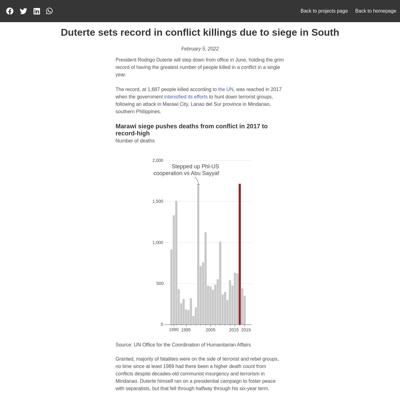 Back to projects page
Back to homepage
Duterte sets record in conflict killings due to siege in South
February 5, 2022
President Rodrigo Duterte will step down from office in June, holding the grim
record of having the greatest number of people killed in a conflict in a single
year.
The record, at 1,687 people killed according to the UN, was reached in 2017
when the government intensified its efforts to hunt down terrorist groups,
following an attack in Marawi City, Lanao del Sur province in Mindanao,
southern Philippines.
Marawi siege pushes deaths from conflict in 2017 to
record-high
Number of deaths
2,000
Stepped up Phl-US
cooperation vs Abu Sayyaf
1,500
1,000
500
0
1990 1995 2005 2015 2019
Source: UN Office for the Coordination of Humanitarian Affairs
Granted, majority of fatalities were on the side of terrorist and rebel groups,
no time since at least 1989 had there been a higher death count from
conflicts despite decades-old communist insurgency and terrorism in
Mindanao. Duterte himself ran on a presidential campaign to foster peace
with separatists, but that fell through halfway through his six-year term.